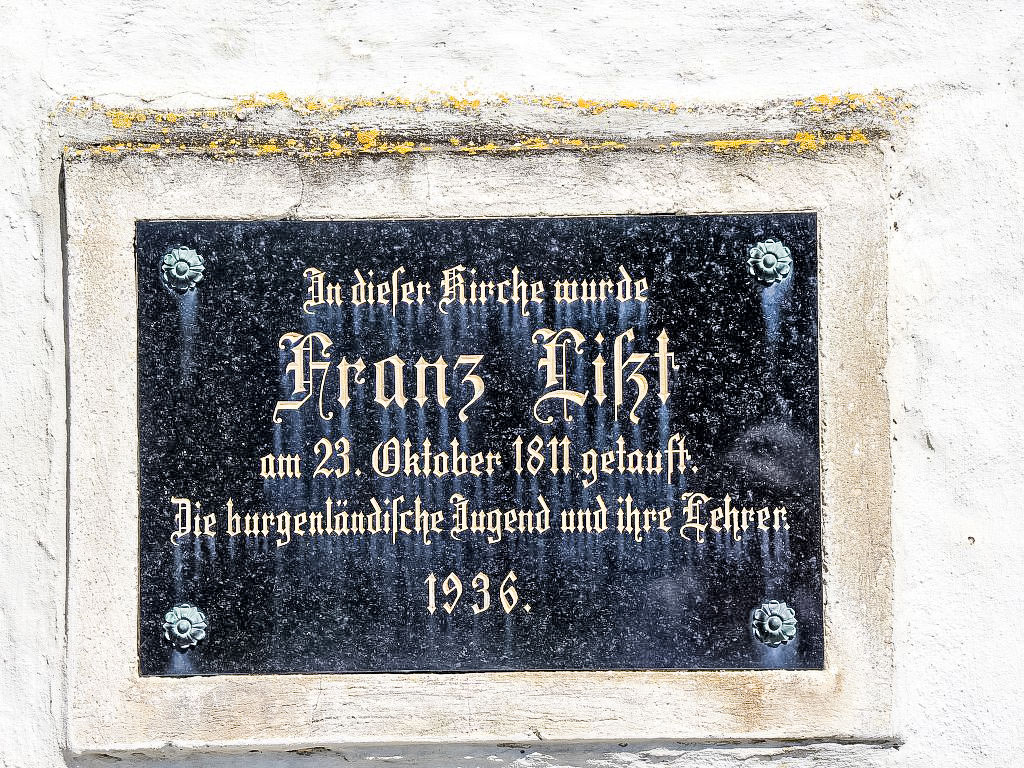 In dieſer Kirche wurde
Franz Liſzt
am 23. Oktober 1811 getauft.
Die burgenländiſche Jugend und ihre Lehrer.
1936.